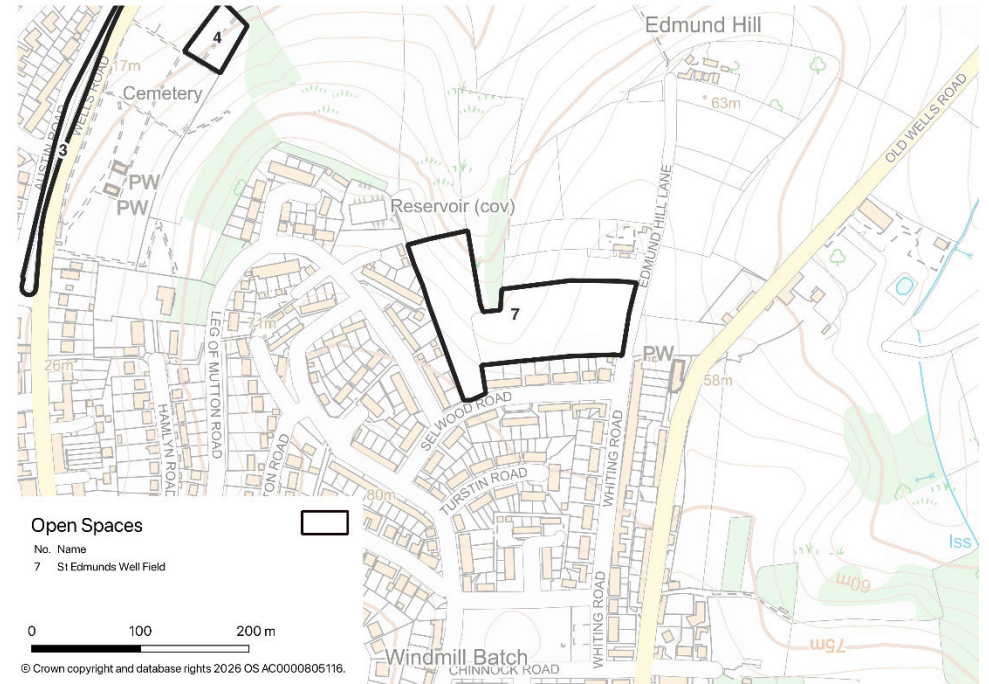 Edmund Hill
4
17m
WELLS ROAD
Cemetery
63m
OLD WELLS ROAD
AUSTIN ROAD
3
PW
PW
Reservoir (cov)
EDMUND HILL LANE
7
LEG OF MUTTON ROAD
71m
26m
PW
58m
HAMLYN ROAD
SELWOOD ROAD
TON ROAD
TURSTIN ROAD
WHITING ROAD
80m
Iss
60m
75m
WHITING ROAD
Windmill Batch
CHINNOCK ROAD
Open Spaces
No. Name
7 St Edmunds Well Field
0 100 200 m
© Crown copyright and database rights 2026 OS AC0000805116.